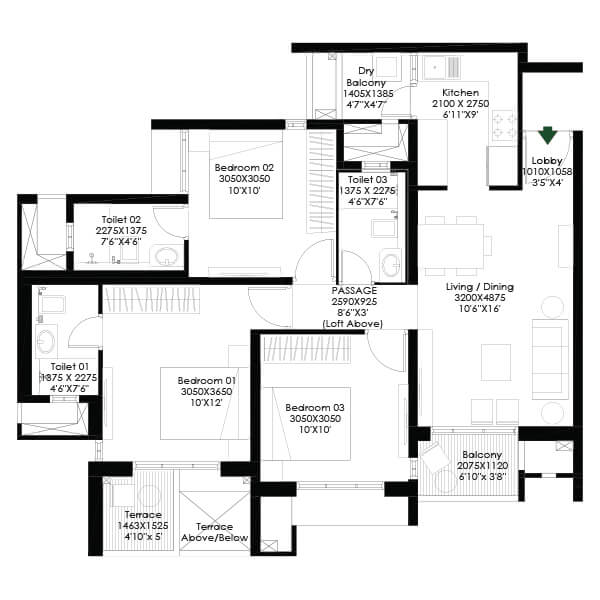 Dry
Balcony
1405X1385
4'7"X4'7"
Kitchen
2100 X 2750
6'11"X9'
Lobby
1010X1058
3'5"X4'
Bedroom 02
3050X3050
10'X10'
Toilet 03
1375 X 2275
4'6"X7'6"
Toilet 02
2275X1375
7'6"X4'6"
PASSAGE
2590X925
8'6"X3'
(Loft Above)
Living / Dining
3200X4875
10'6"X16'
Toilet 01
1375 X 2275
4'6"X7'6"
Bedroom 01
3050X3650
10'X12'
Bedroom 03
3050X3050
10'X10'
Balcony
2075X1120
6'10"x 3'8"
Terrace
1463X1525
4'10"x 5'
Terrace
Above/Below